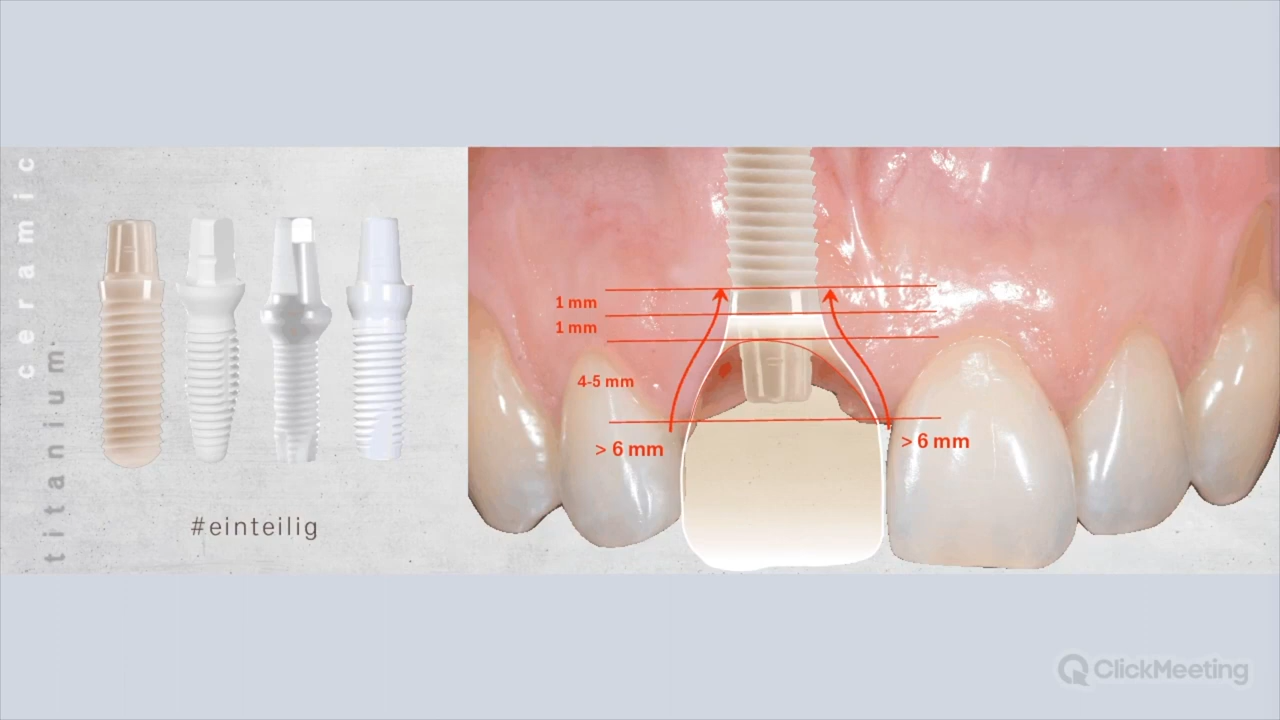 ceramic
titanium
#einteilig
1 mm
1 mm
4-5 mm
> 6 mm
> 6 mm
ClickMeeting